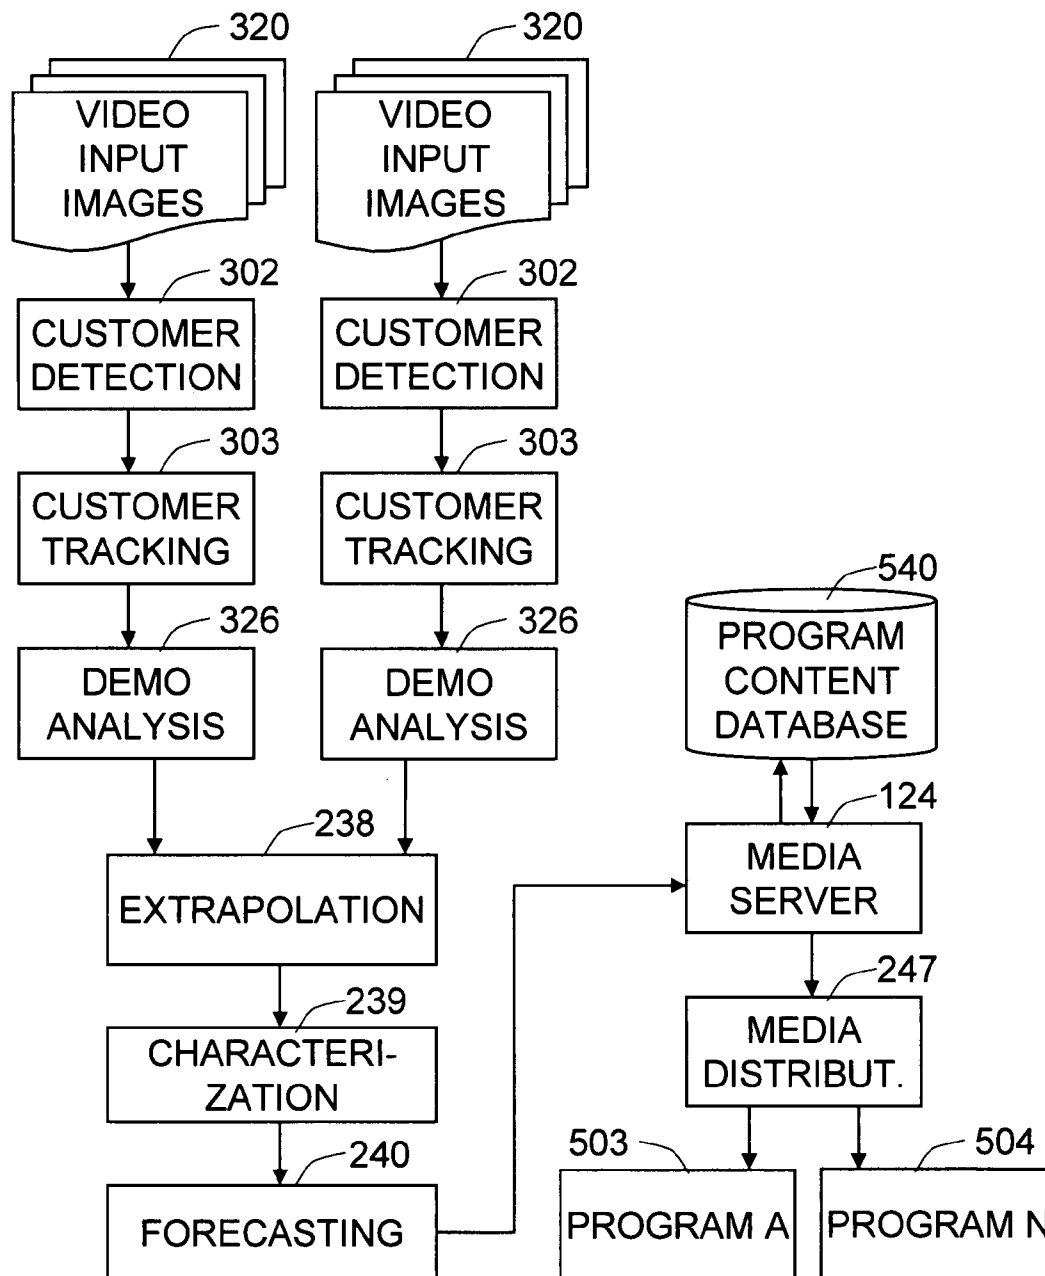 320
320
VIDEO
INPUT
IMAGES
VIDEO
INPUT
IMAGES
302
302
CUSTOMER
DETECTION
CUSTOMER
DETECTION
303
303
CUSTOMER
TRACKING
CUSTOMER
TRACKING
326
326
DEMO
ANALYSIS
DEMO
ANALYSIS
540
PROGRAM
CONTENT
DATABASE
238
EXTRAPOLATION
124
MEDIA
SERVER
239
CHARACTERI-
ZATION
247
MEDIA
DISTRIBUT.
240
FORECASTING
503
PROGRAM A
504
PROGRAM N